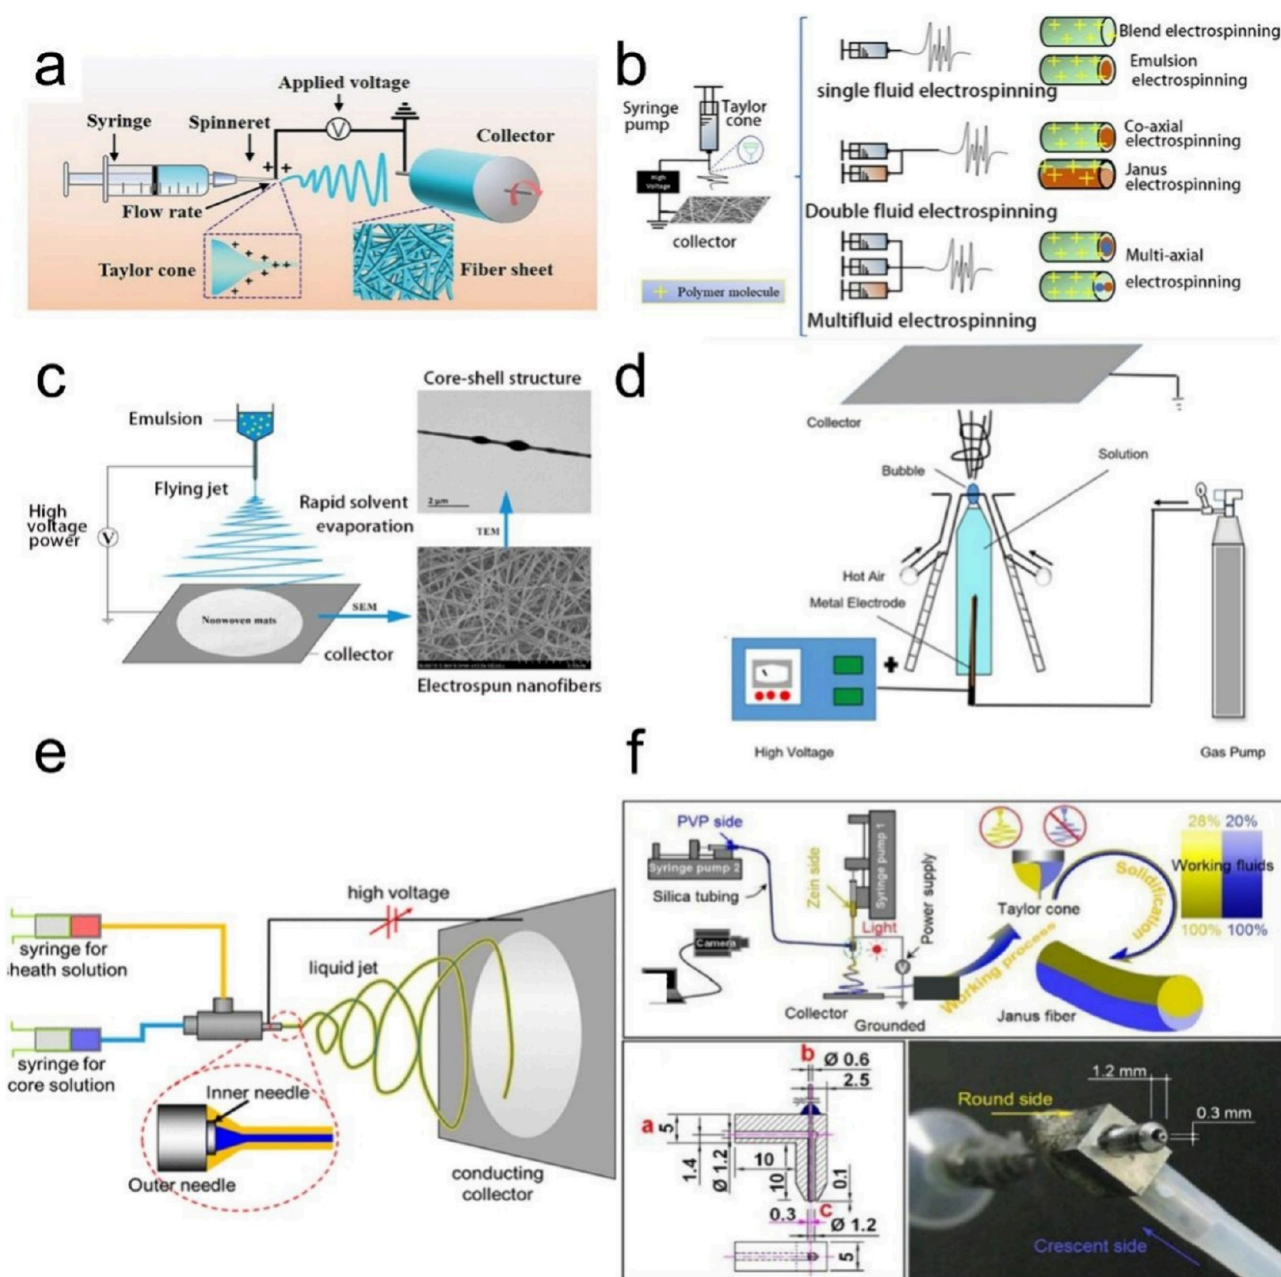 a
Applied voltage
Syringe
Spinneret
V
Collector
Flow rate
Taylor cone
Fiber sheet
b
Syringe
pump
Taylor
cone
High
Voltage
collector
Polymer molecule
single fluid electrospinning
Blend electrospinning
Emulsion
electrospinning
Double fluid electrospinning
Co-axial
electrospinning
Janus
electrospinning
Multifluid electrospinning
Multi-axial
electrospinning
c
Emulsion
Flying jet
High
voltage
power
V
Rapid solvent
evaporation
Nonwoven mats
collector
SEM
TEM
Core-shell structure
2 μm
Electrospun nanofibers
d
Collector
Bubble
Solution
Hot Air
Metal Electrode
+
High Voltage
Gas Pump
e
syringe for
heath solution
syringe for
core solution
high voltage
liquid jet
Inner needle
Outer needle
conducting
collector
f
PVP side
Syringe pump 2
Silica tubing
Zein side
Syringe pump 1
Camera
Light
Power supply
V
Collector
Grounded
Working process
Taylor cone
Solidification
28% 20%
Working fluids
100% 100%
Janus fiber
b
Ø 0.6
2.5
a
5
1.4
Ø 1.2
10
10
0.1
0.3
c
Ø 1.2
5
1.2 mm
Round side
0.3 mm
Crescent side